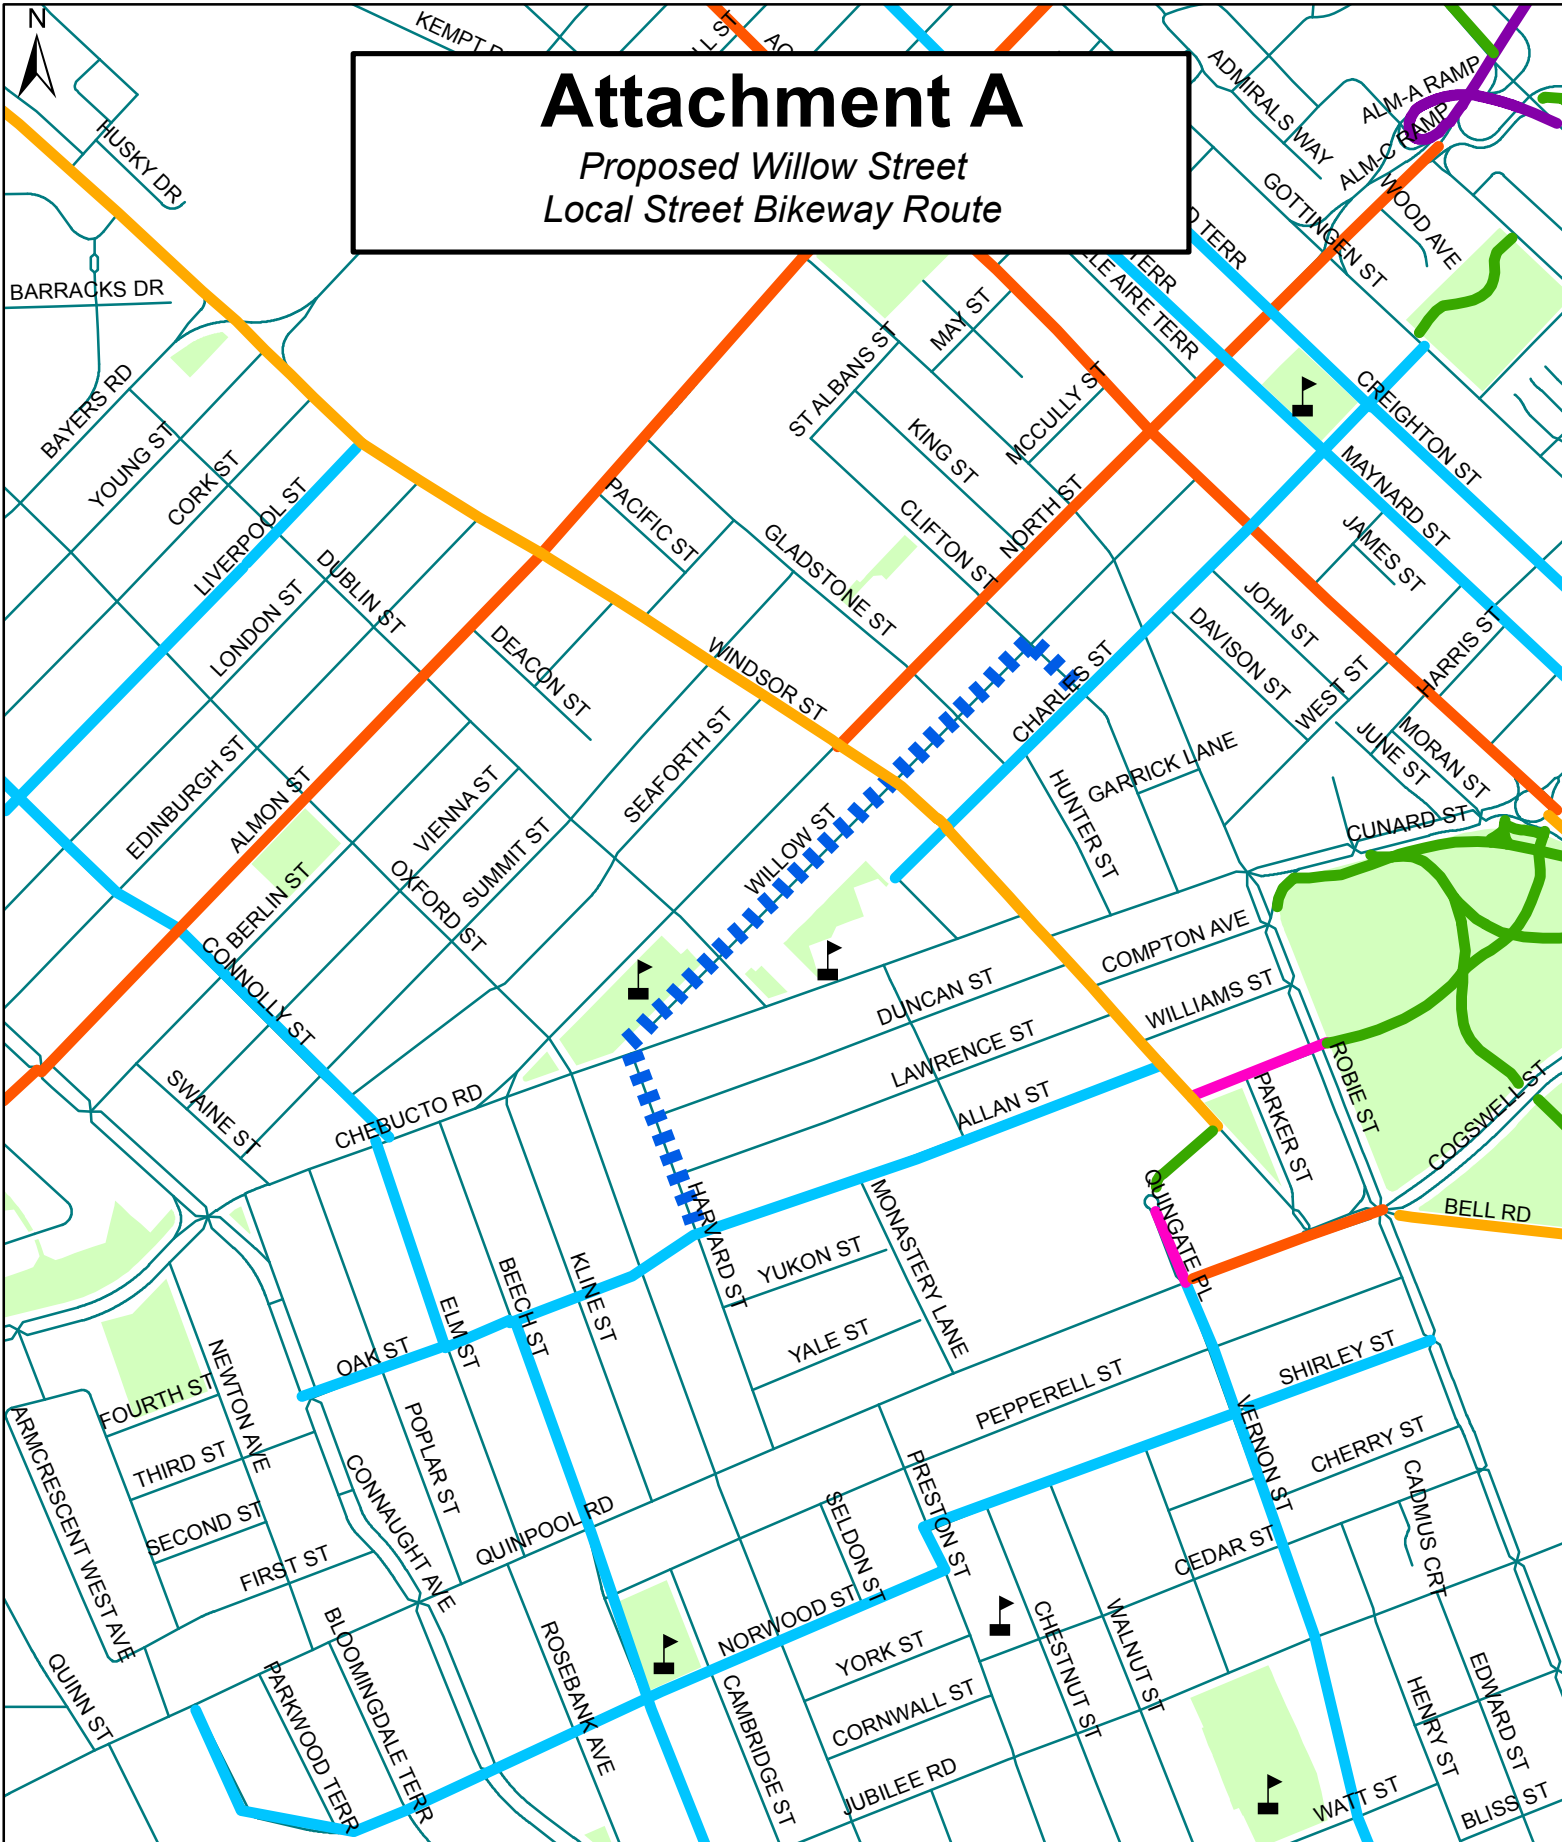 N
KEMPT R
LL ST
AG
Attachment A
Proposed Willow Street
Local Street Bikeway Route
ADMIRALS WAY
ALM-A RAMP
ALM-C RAMP
WOOD AVE
GOTTINGEN ST
D TERR
TERR
LE AIRE TERR
HUSKY DR
BARRACKS DR
MAY ST
ST ALBANS ST
BAYERS RD
YOUNG ST
CORK ST
LIVERPOOL ST
MCCULLY ST
KING ST
CREIGHTON ST
MAYNARD ST
PACIFIC ST
GLADSTONE ST
CLIFTON ST
NORTH ST
JAMES ST
DUBLIN ST
LONDON ST
JOHN ST
DAVISON ST
HARRIS ST
WEST ST
DEACON ST
WINDSOR ST
CHARLES ST
MORAN ST
JUNE ST
SEAFORTH ST
GARRICK LANE
HUNTER ST
EDINBURGH ST
ALMON ST
VIENNA ST
SUMMIT ST
WILLOW ST
CUNARD ST
BERLIN ST
OXFORD ST
CONNOLLY ST
COMPTON AVE
DUNCAN ST
WILLIAMS ST
LAWRENCE ST
ALLAN ST
SWAINE ST
CHEBUCTO RD
PARKER ST
ROBIE ST
COGSWELL ST
BELL RD
QUINGATE PL
HARVARD ST
MONASTERY LANE
YUKON ST
YALE ST
BEECH ST
KLINE ST
ELM ST
OAK ST
NEWTON AVE
FOURTH ST
THIRD ST
SECOND ST
FIRST ST
ARMCRESCENT WEST AVE
POPLAR ST
CONNAUGHT AVE
QUINPOOL RD
PEPPERELL ST
SHIRLEY ST
VERNON ST
CHERRY ST
CADMUS CRT
CEDAR ST
PRESTON ST
SELDON ST
NORWOOD ST
YORK ST
CORNWALL ST
JUBILEE RD
CHESTNUT ST
WALNUT ST
CAMBRIDGE ST
ROSEBANK AVE
BLOOMINGDALE TERR
PARKWOOD TERR
QUINN ST
HENRY ST
EDWARD ST
WATT ST
BLISS ST